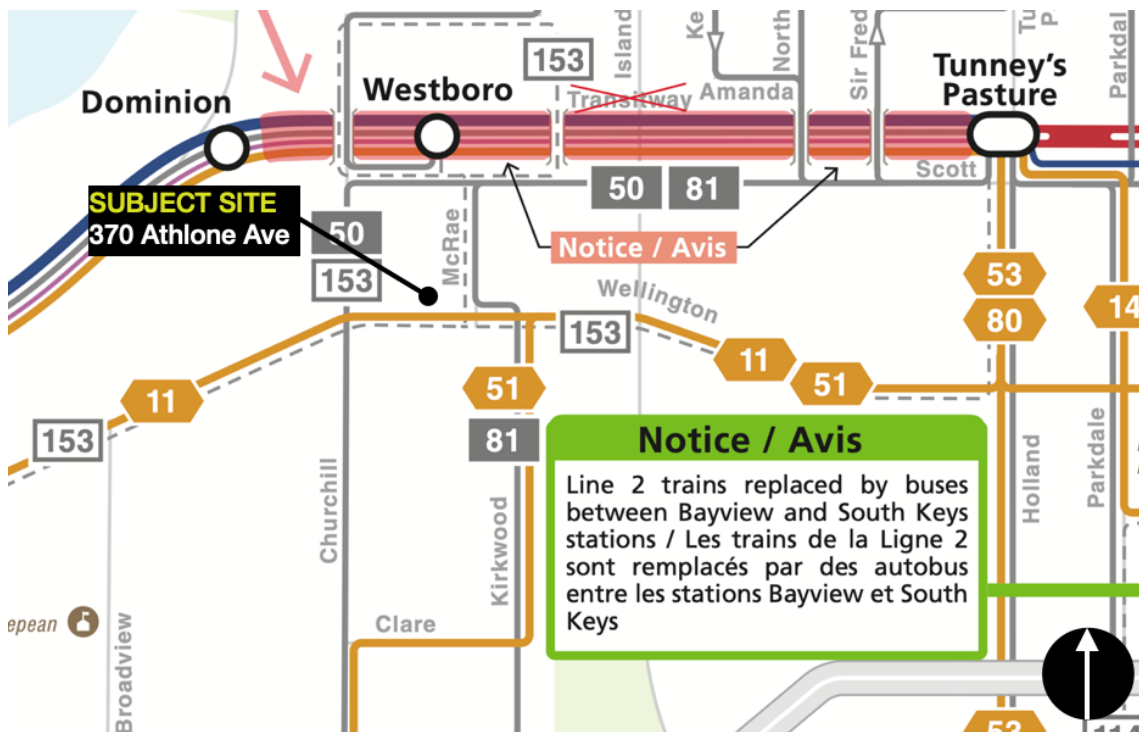 Island
Ke
North
Sir Fred
Tu
P
Parkdal
153
Tunney's
Pasture
Dominion
Westboro
Transitway
Amanda
Scott
50
81
SUBJECT SITE
370 Athlone Ave
50
153
McRae
Notice / Avis
Wellington
53
80
14
153
11
51
11
51
153
81
Notice / Avis
Line 2 trains replaced by buses
between Bayview and South Keys
stations / Les trains de la Ligne 2
sont remplacés par des autobus
entre les stations Bayview et South
Keys
Churchill
Kirkwood
Holland
Parkdale
Clare
epean
Broadview
53
114